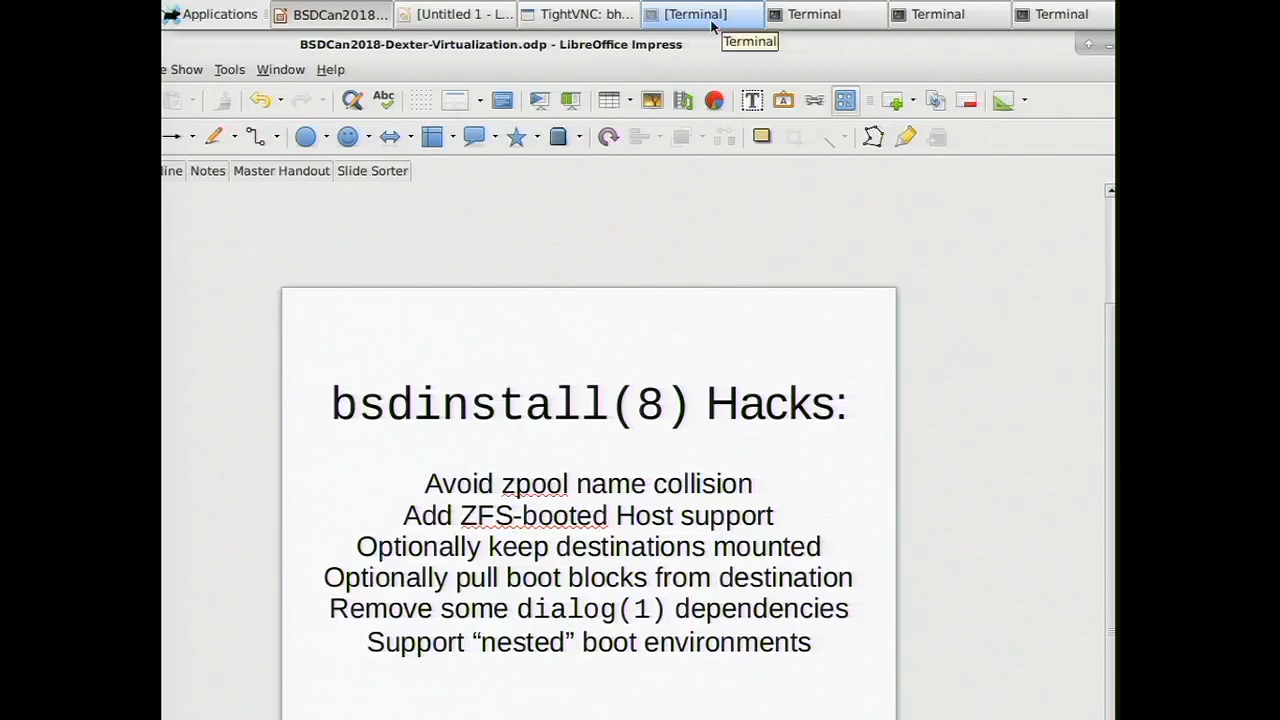 Applications
BSDCan2018...
[Untitled 1 - L...
TightVNC: bh...
[Terminal]
Terminal
Terminal
Terminal
Terminal
BSDCan2018-Dexter-Virtualization.odp - LibreOffice Impress
e Show Tools Window Help
Abc
T
A
line Notes Master Handout Slide Sorter
bsdinstall(8) Hacks:
Avoid zpool name collision
Add ZFS-booted Host support
Optionally keep destinations mounted
Optionally pull boot blocks from destination
Remove some dialog(1) dependencies
Support “nested” boot environments